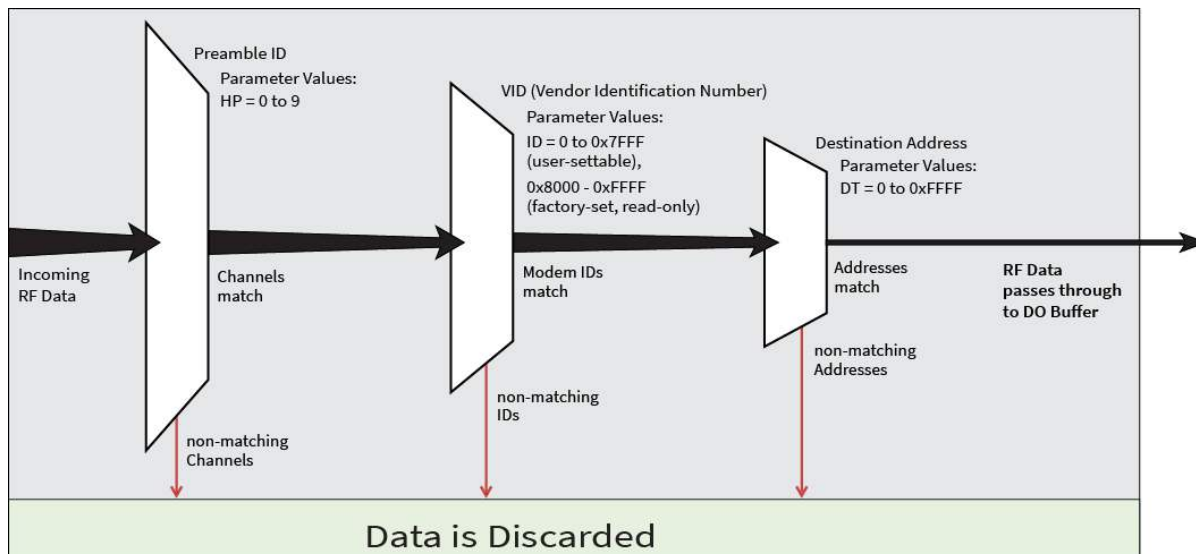 Preamble ID
Parameter Values:
HP = 0 to 9
VID (Vendor Identification Number)
Parameter Values:
ID = 0 to 0x7FFF
(user-settable),
0x8000 - 0xFFFF
(factory-set, read-only)
Destination Address
Parameter Values:
DT = 0 to 0xFFFF
Incoming
RF Data
Channels
match
Modem IDs
match
Addresses
match
RF Data
passes through
to DO Buffer
non-matching
Channels
non-matching
IDs
non-matching
Addresses
Data is Discarded